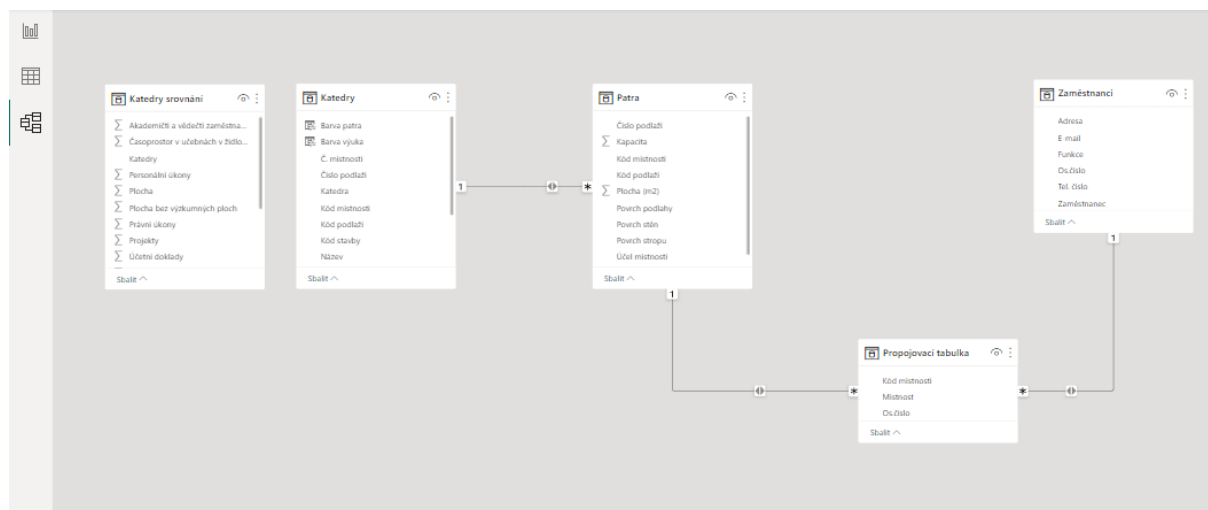 Katedry srovnání
Akademičtí a vědečtí zaměstna...
Časoprostor v učebnách v židlo...
Katedry
Personální úkony
Plocha
Plocha bez výzkumných ploch
Právní úkony
Projekty
Účetní doklady
Sbalit
Katedry
Barva patra
Barva výuka
Č. místnosti
Číslo podlaží
Katedra
Kód místnosti
Kód podlaží
Kód stavby
Název
Sbalit
1
*
Patra
Číslo podlaží
Kapacita
Kód místnosti
Kód podlaží
Plocha (m2)
Povrch podlahy
Povrch stěn
Povrch stropu
Účel místnosti
Sbalit
1
*
Propojovací tabulka
Kód místnosti
Místnost
Os.číslo
Sbalit
*
1
Zaměstnanci
Adresa
E-mail
Funkce
Os.číslo
Tel. číslo
Zaměstnanec
Sbalit